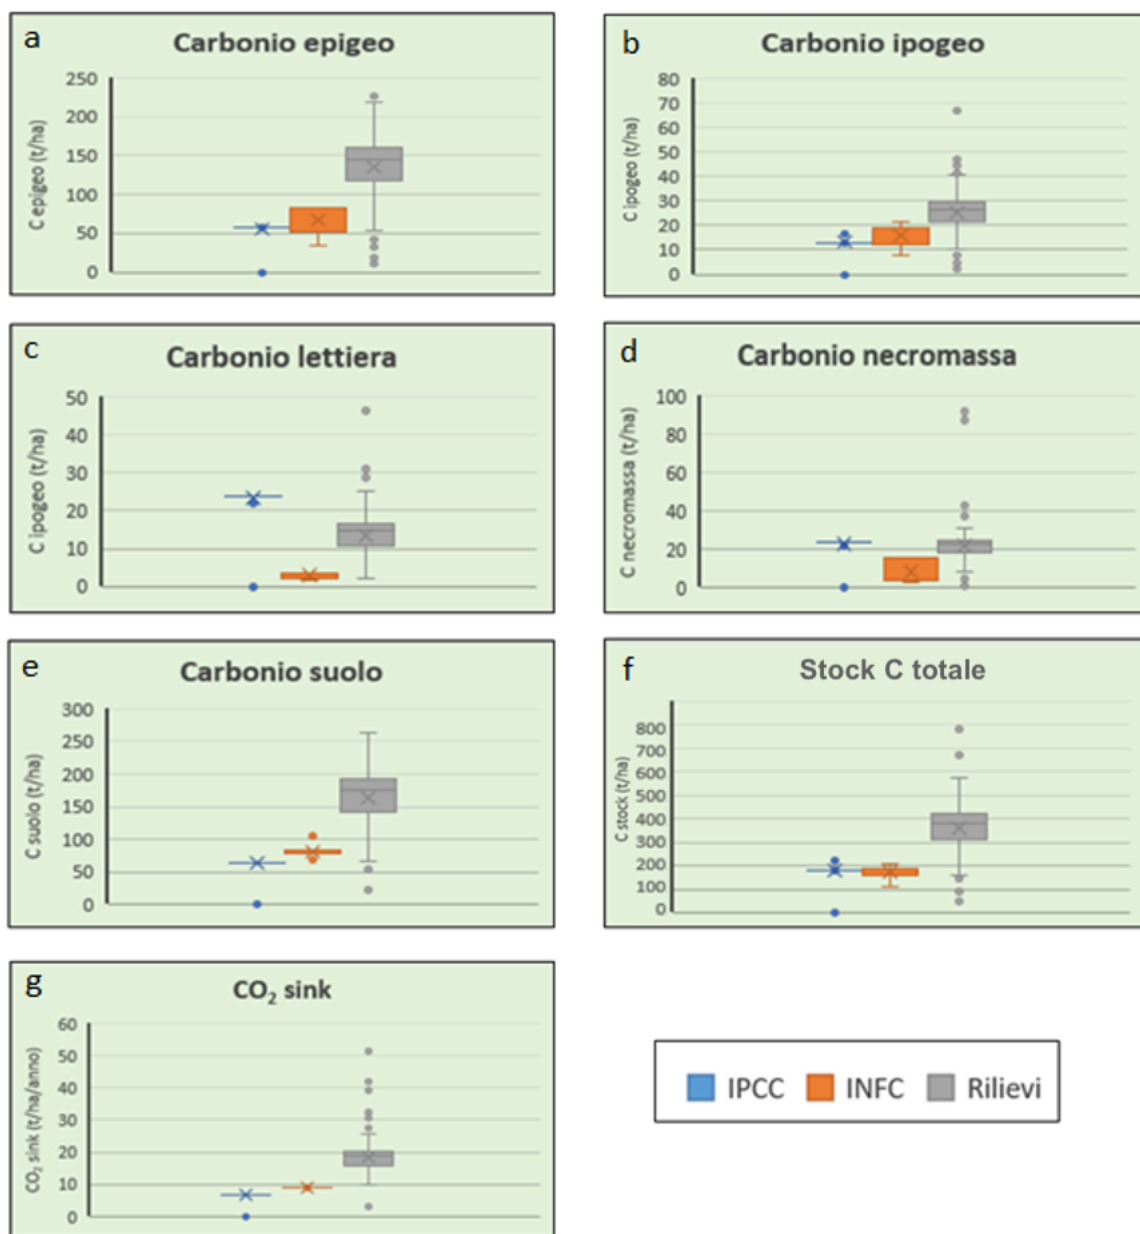 a
Carbonio epigeo
C epigeo (t/ha)
250
200
150
100
50
0
b
Carbonio ipogeo
C ipogeo (t/ha)
80
70
60
50
40
30
20
10
0
c
Carbonio lettiera
C ipogeo (t/ha)
50
40
30
20
10
0
d
Carbonio necromassa
C necromassa (t/ha)
100
80
60
40
20
0
e
Carbonio suolo
C suolo (t/ha)
300
250
200
150
100
50
0
f
Stock C totale
C stock (t/ha)
800
700
600
500
400
300
200
100
0
g
CO₂ sink
CO₂ sink (t/ha/anno)
60
50
40
30
20
10
0
IPCC INFC Rilievi